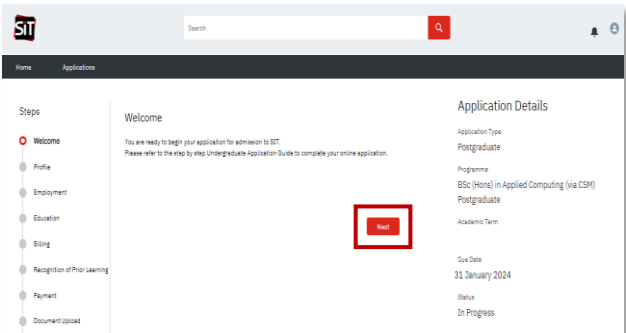 SiT
Search
Home
Applications
Steps
Welcome
Profile
Employment
Education
Billing
Recognition of Prior Learning
Payment
Document Upload
Welcome
You are ready to begin your application for admission to SIT.
Please refer to the step by step Undergraduate Application Guide to complete your online application.
Next
Application Details
Application Type
Postgraduate
Programme
BSc (Hons) in Applied Computing (via CSM)
Postgraduate
Academic Term
Due Date
31 January 2024
Status
In Progress